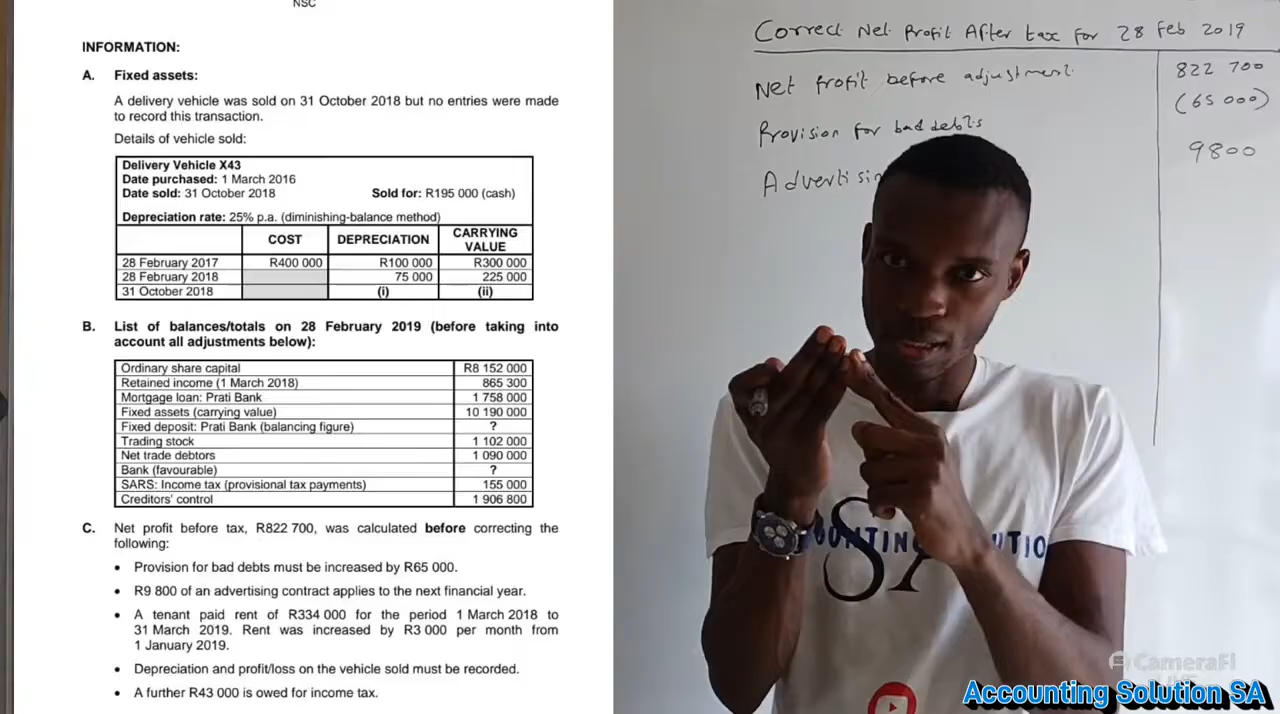 NSC
INFORMATION:
A. Fixed assets:
A delivery vehicle was sold on 31 October 2018 but no entries were made
to record this transaction.
Details of vehicle sold:
Delivery Vehicle X43
Date purchased: 1 March 2016
Date sold: 31 October 2018 Sold for: R195 000 (cash)
Depreciation rate: 25% p.a. (diminishing-balance method)
COST DEPRECIATION CARRYING VALUE
28 February 2017 R400 000 R100 000 R300 000
28 February 2018 75 000 225 000
31 October 2018 (i) (ii)
B. List of balances/totals on 28 February 2019 (before taking into
account all adjustments below):
Ordinary share capital R8 152 000
Retained income (1 March 2018) 865 300
Mortgage loan: Prati Bank 1 758 000
Fixed assets (carrying value) 10 190 000
Fixed deposit: Prati Bank (balancing figure) ?
Trading stock 1 102 000
Net trade debtors 1 090 000
Bank (favourable) ?
SARS: Income tax (provisional tax payments) 155 000
Creditors' control 1 906 800
C. Net profit before tax, R822 700, was calculated before correcting the
following:
• Provision for bad debts must be increased by R65 000.
• R9 800 of an advertising contract applies to the next financial year.
• A tenant paid rent of R334 000 for the period 1 March 2018 to
31 March 2019. Rent was increased by R3 000 per month from
1 January 2019.
• Depreciation and profit/loss on the vehicle sold must be recorded.
• A further R43 000 is owed for income tax.
Correct Net Profit After tax for 28 Feb 2019
Net profit before adjustment 822 700
Provision for bad debts (65 000)
Advertisin 9800
CameraFi
Accounting Solution SA